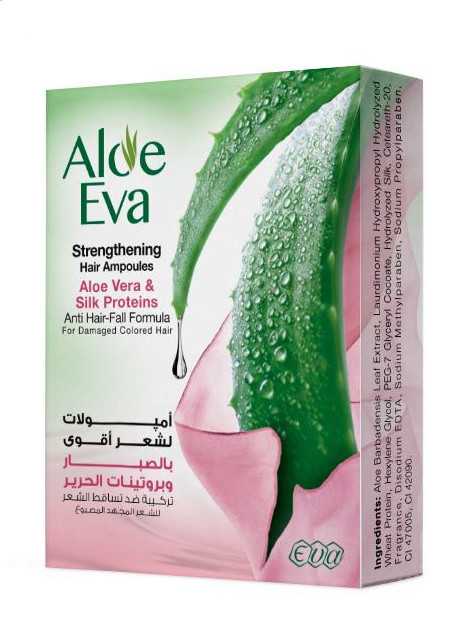 Aloe
Eva
Strengthening
Hair Ampoules
Aloe Vera &
Silk Proteins
Anti Hair-Fall Formula
For Damaged Colored Hair
أمبولات
لشعر أقوى
بالصبار
وبروتينات الحرير
تركيبة ضد تساقط الشعر
للشعر المجهد المصبوغ
eva
Ingredients: Aloe Barbadensis Leaf Extract, Laurdimonium Hydroxypropyl Hydrolyzed
Wheat Protein, Hexylene Glycol, PEG-7 Glyceryl Cocoate, Hydrolyzed Silk, Ceteareth-20,
Fragrance, Disodium EDTA, Sodium Methylparaben, Sodium Propylparaben,
CI 47005, CI 42090.